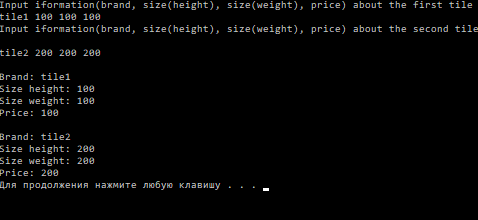 Input iformation(brand, size(height), size(weight), price) about the first tile
tile1 100 100 100
Input iformation(brand, size(height), size(weight), price) about the second tile
tile2 200 200 200
Brand: tile1
Size height: 100
Size weight: 100
Price: 100
Brand: tile2
Size height: 200
Size weight: 200
Price: 200
Для продолжения нажмите любую клавишу . . .